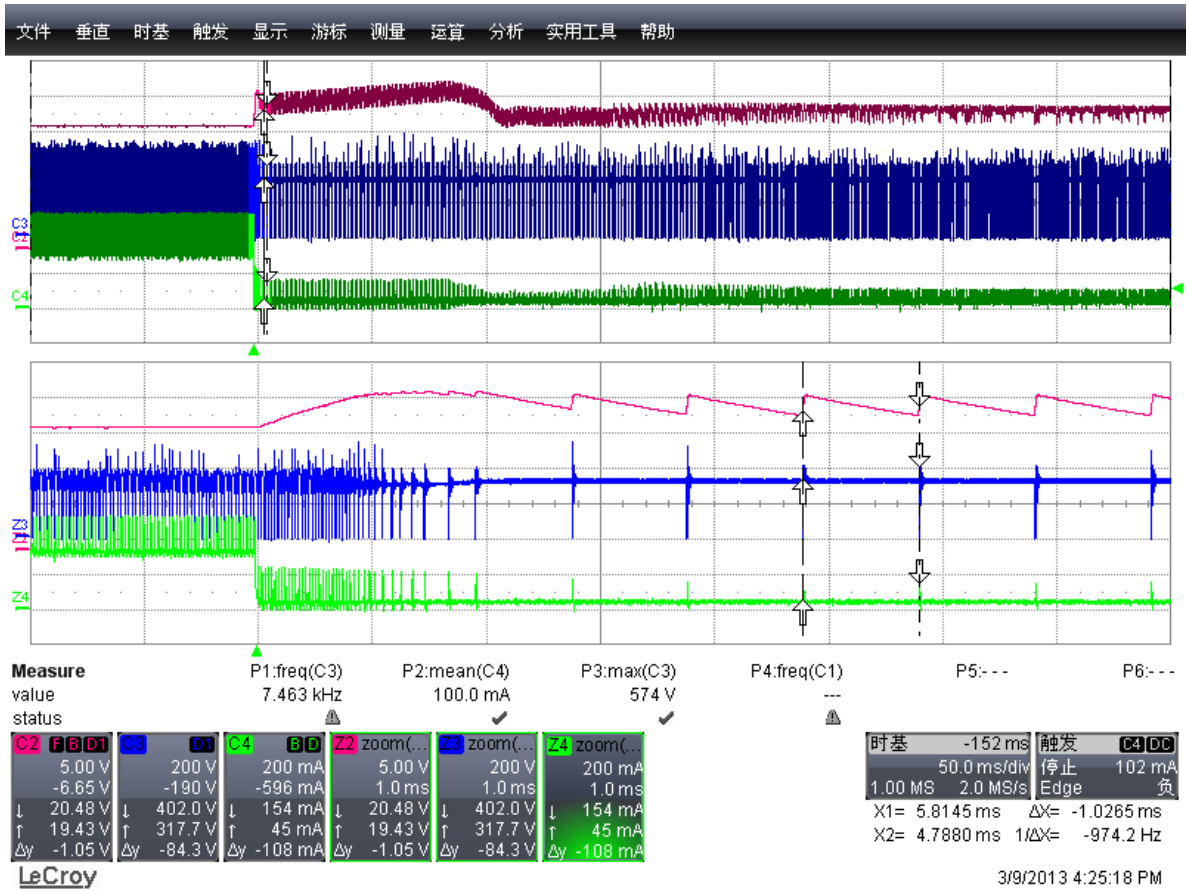 文件 垂直 时基 触发 显示 游标 测量 运算 分析 实用工具 帮助
C3
C2
C4
Z3
Z4
Measure P1:freq(C3) P2:mean(C4) P3:max(C3) P4:freq(C1) P5:- - - P6:- - -
value 7.463 kHz 100.0 mA 574 V ---
status
C2 F B D1 C3 D1 C4 B D Z2 zoom(... Z3 zoom(... Z4 zoom(...
5.00 V 200 V 200 mA 5.00 V 200 V 200 mA
-6.65 V -190 V -596 mA 1.0 ms 1.0 ms 1.0 ms
↓ 20.48 V ↓ 402.0 V ↓ 154 mA ↓ 20.48 V ↓ 402.0 V ↓ 154 mA
↑ 19.43 V ↑ 317.7 V ↑ 45 mA ↑ 19.43 V ↑ 317.7 V ↑ 45 mA
Δy -1.05 V Δy -84.3 V Δy -108 mA Δy -1.05 V Δy -84.3 V Δy -108 mA
时基 -152 ms 触发 C4 DC
50.0 ms/div 停止 102 mA
1.00 MS 2.0 MS/s Edge 负
X1= 5.8145 ms ΔX= -1.0265 ms
X2= 4.7880 ms 1/ΔX= -974.2 Hz
LeCroy
3/9/2013 4:25:18 PM